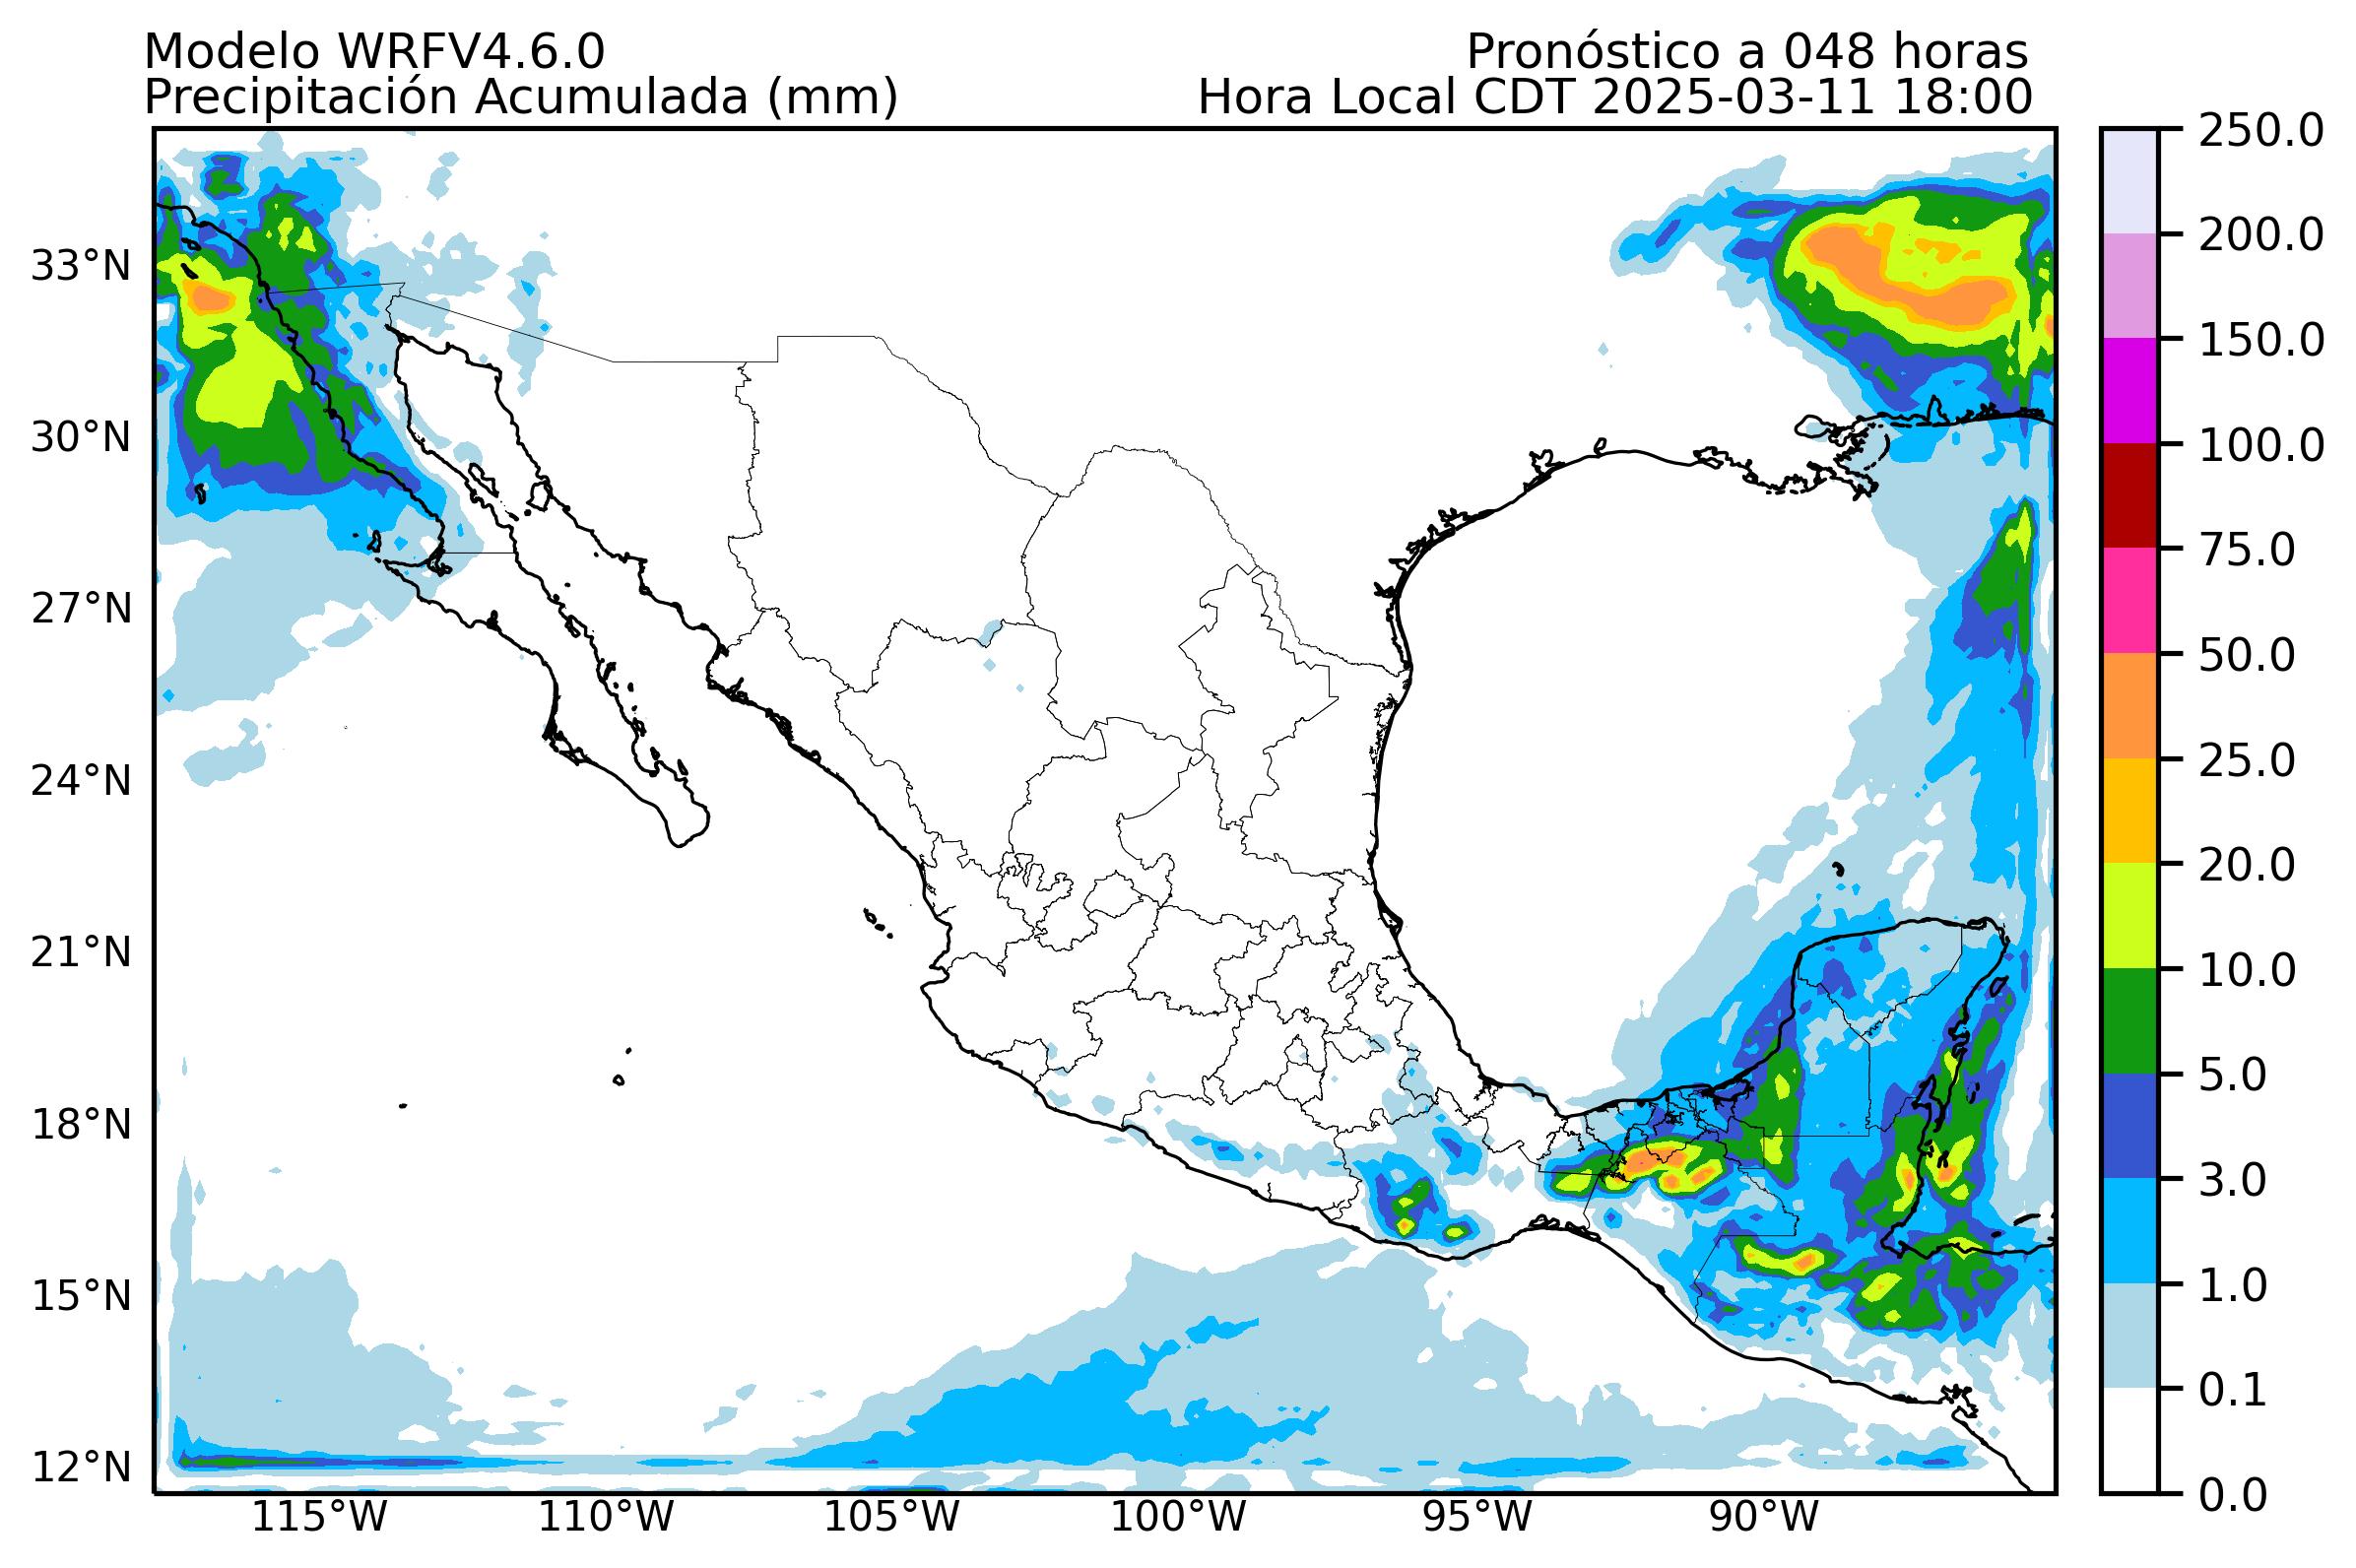 Modelo WRFV4.6.0
Pronóstico a 048 horas
Precipitación Acumulada (mm)
Hora Local CDT 2025-03-11 18:00
33°N
30°N
27°N
24°N
21°N
18°N
15°N
12°N
115°W
110°W
105°W
100°W
95°W
90°W
250.0
200.0
150.0
100.0
75.0
50.0
25.0
20.0
10.0
5.0
3.0
1.0
0.1
0.0